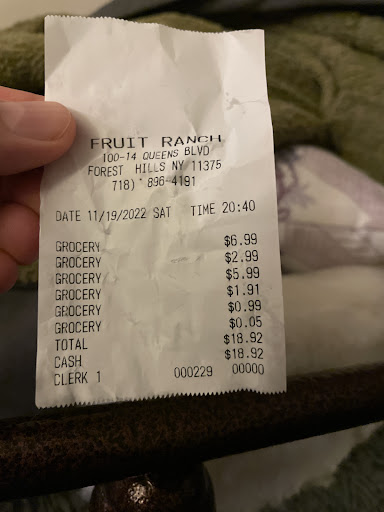 FRUIT RANCH
100-14 QUEENS BLVD
FOREST HILLS NY 11375
718) * 896-4191
DATE 11/19/2022 SAT TIME 20:40
GROCERY $6.99
GROCERY $2.99
GROCERY $5.99
GROCERY $1.91
GROCERY $0.99
GROCERY $0.05
TOTAL $18.92
CASH $18.92
CLERK 1 000229 00000